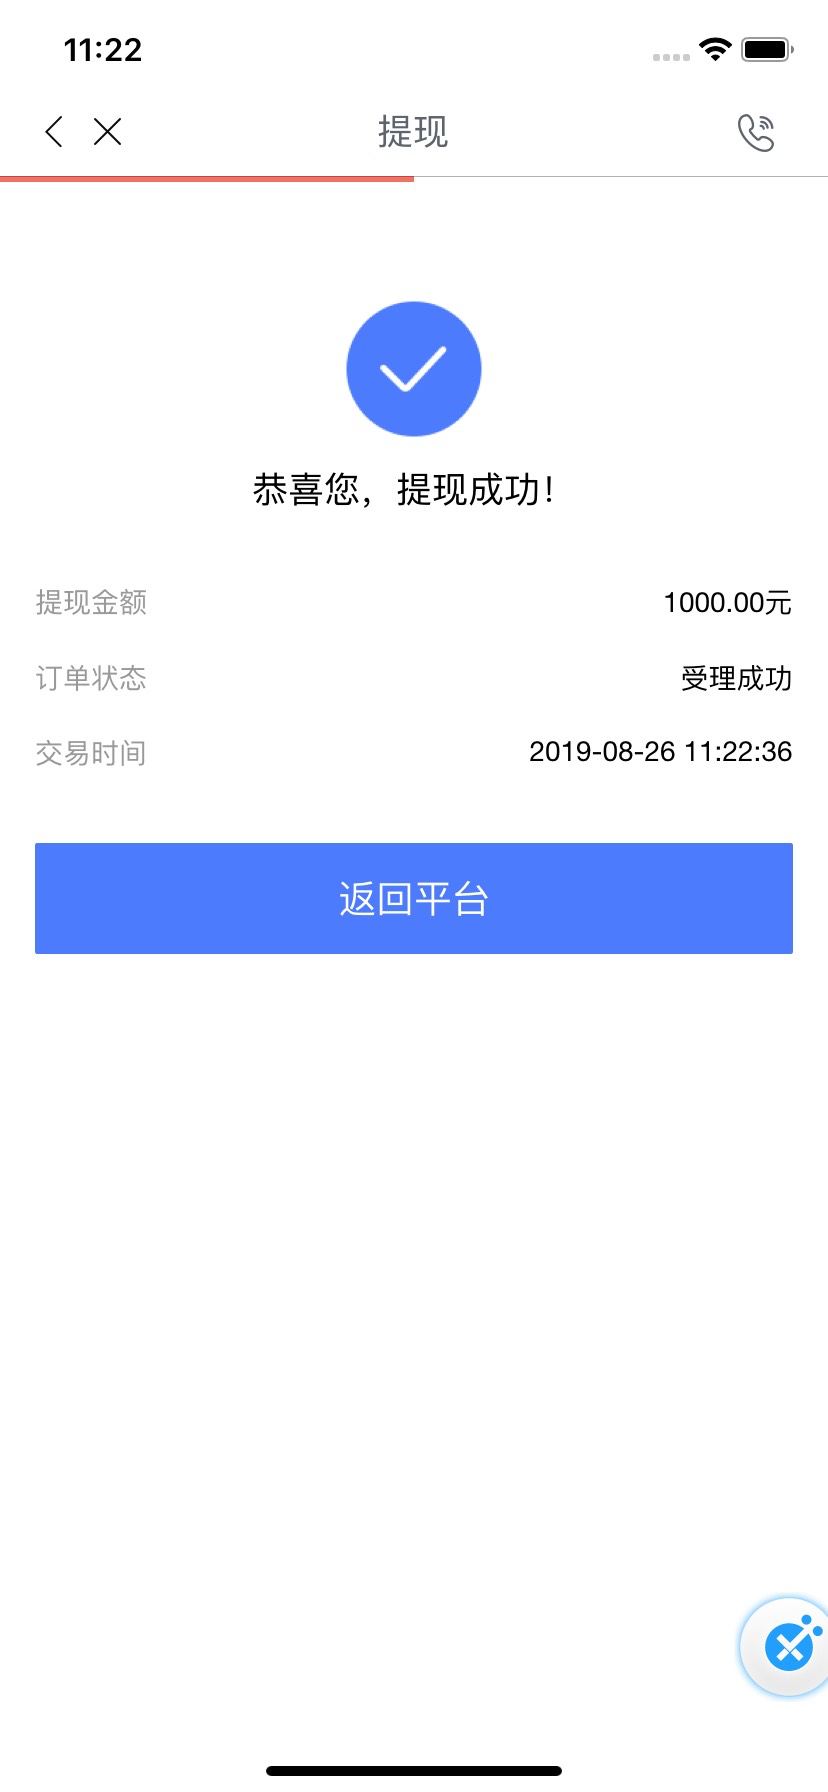 11:22
提现
恭喜您，提现成功！
提现金额 1000.00元
订单状态 受理成功
交易时间 2019-08-26 11:22:36
返回平台